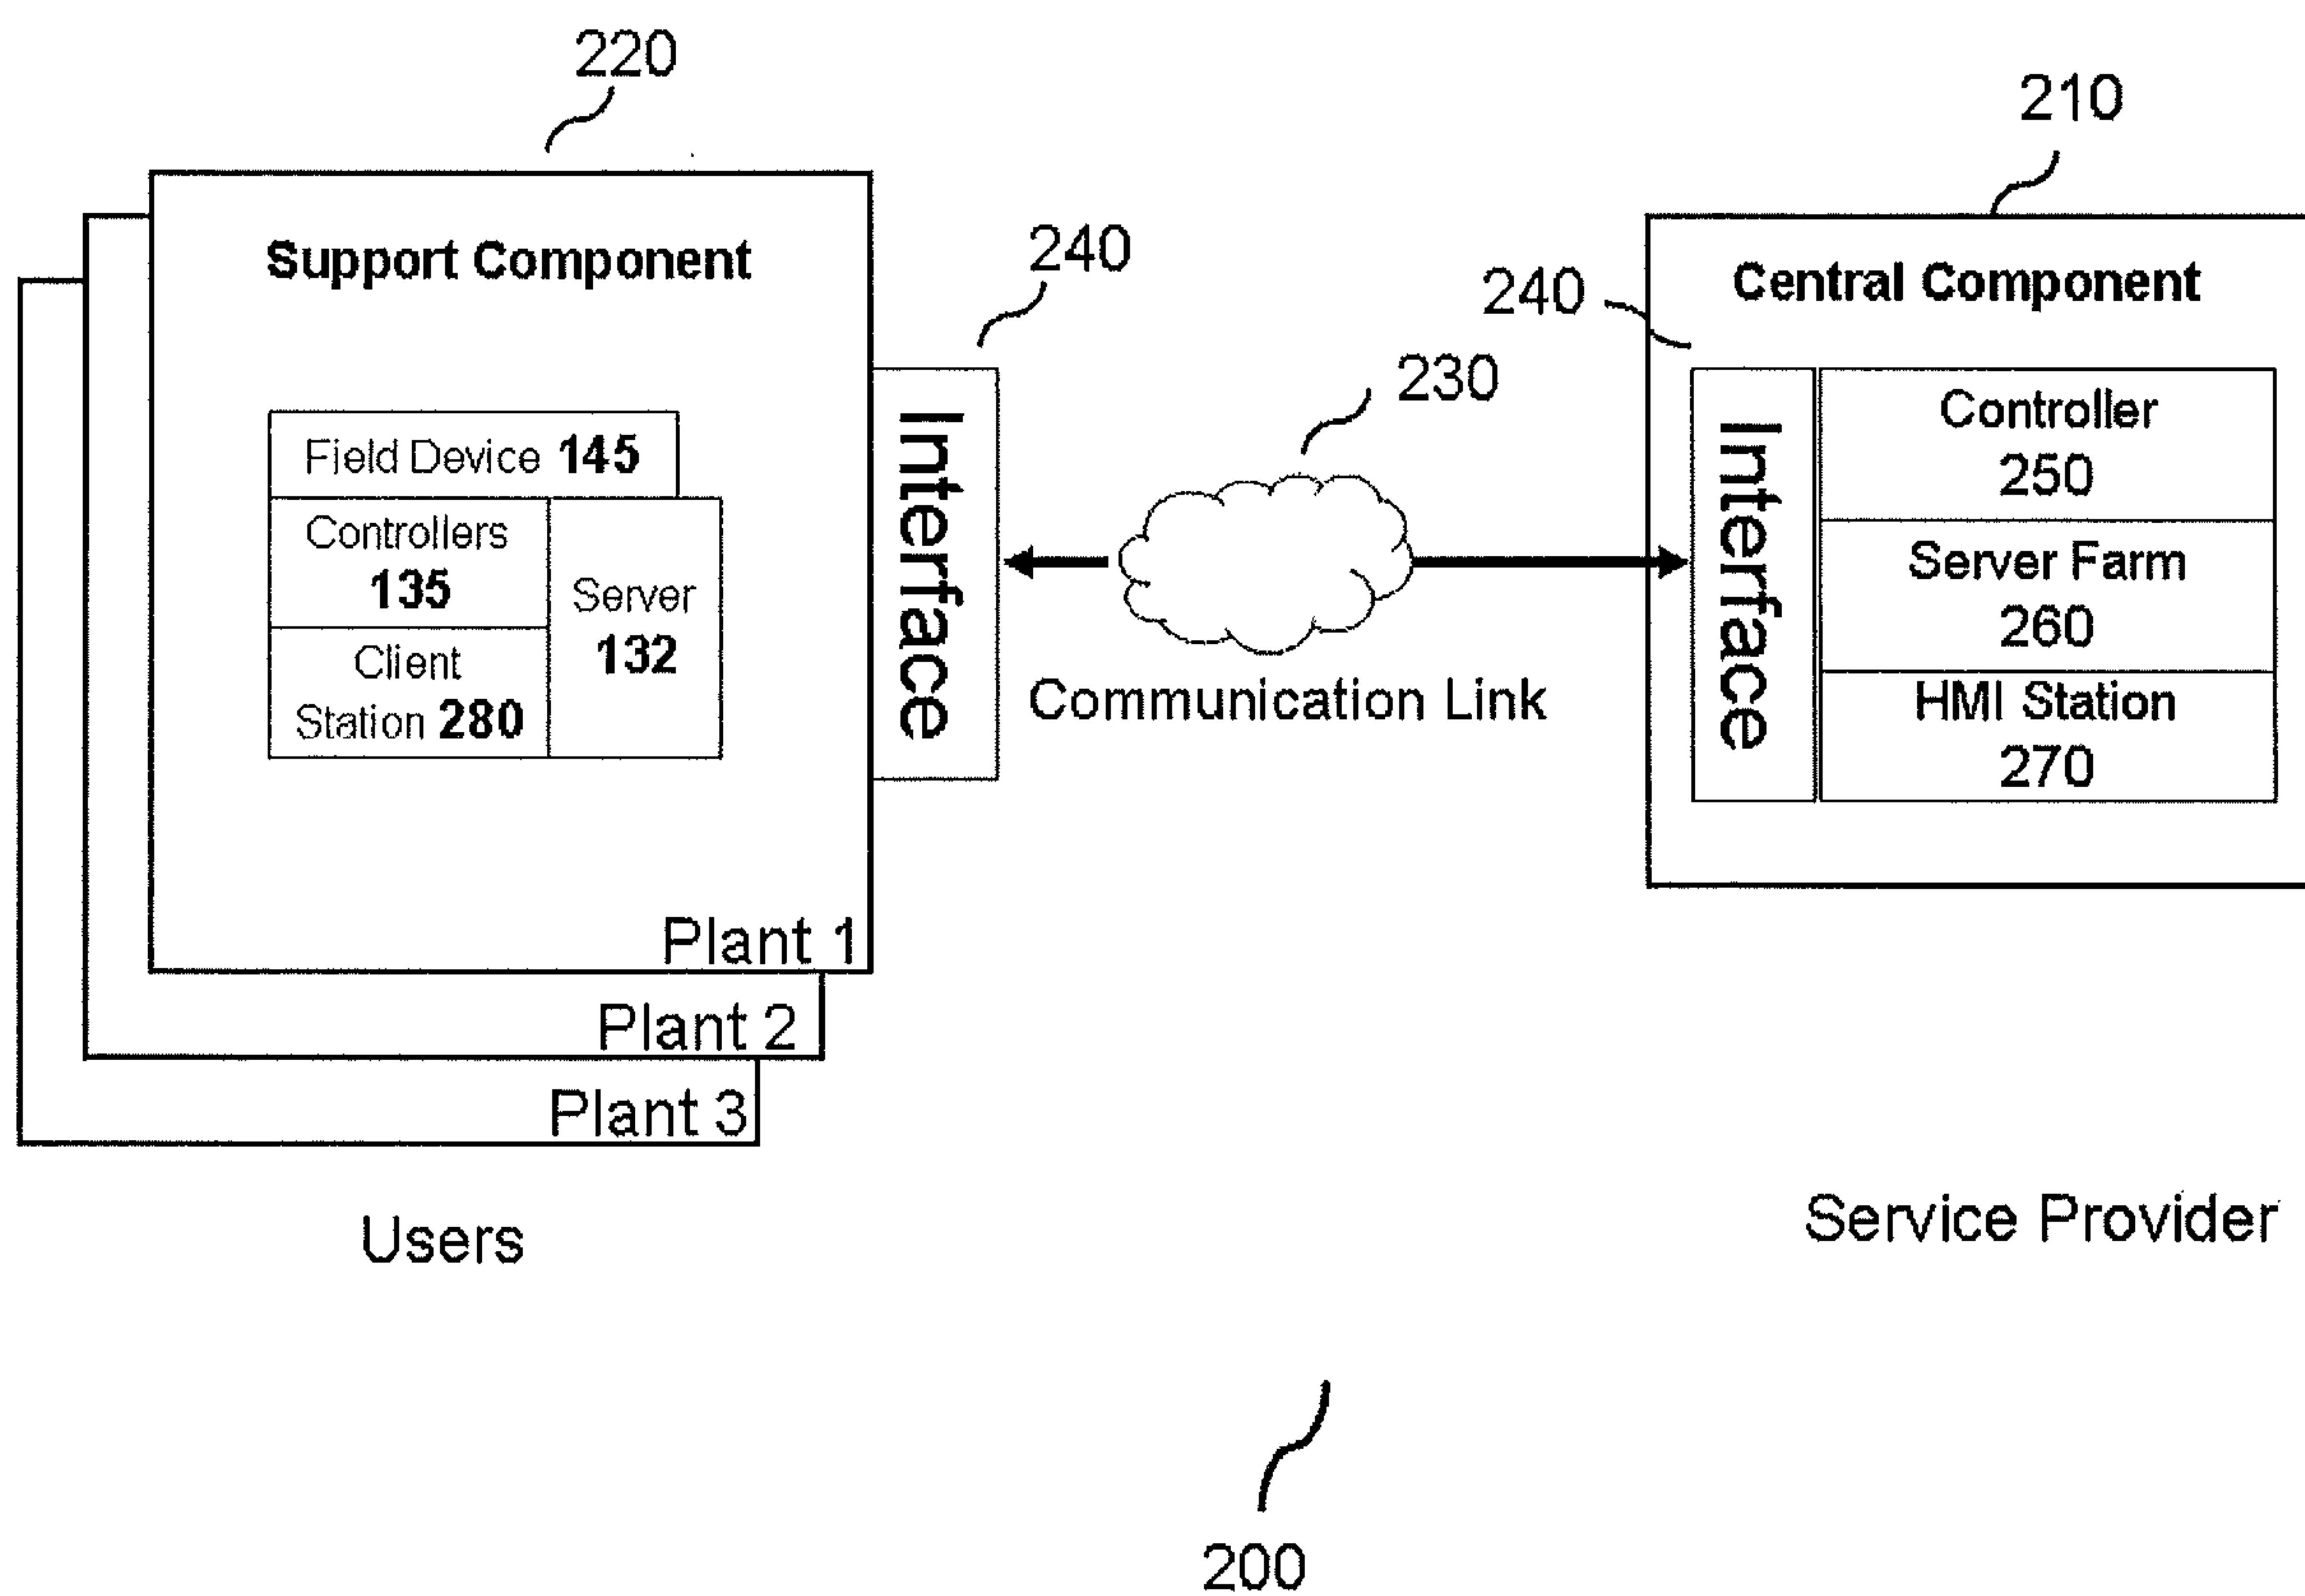 220
210
Support Component
240
240
Central Component
230
Field Device 145
Controllers
135
Client
Station 280
Server
132
Interface
Communication Link
Interface
Controller
250
Server Farm
260
HMI Station
270
Plant 1
Plant 2
Plant 3
Users
Service Provider
200